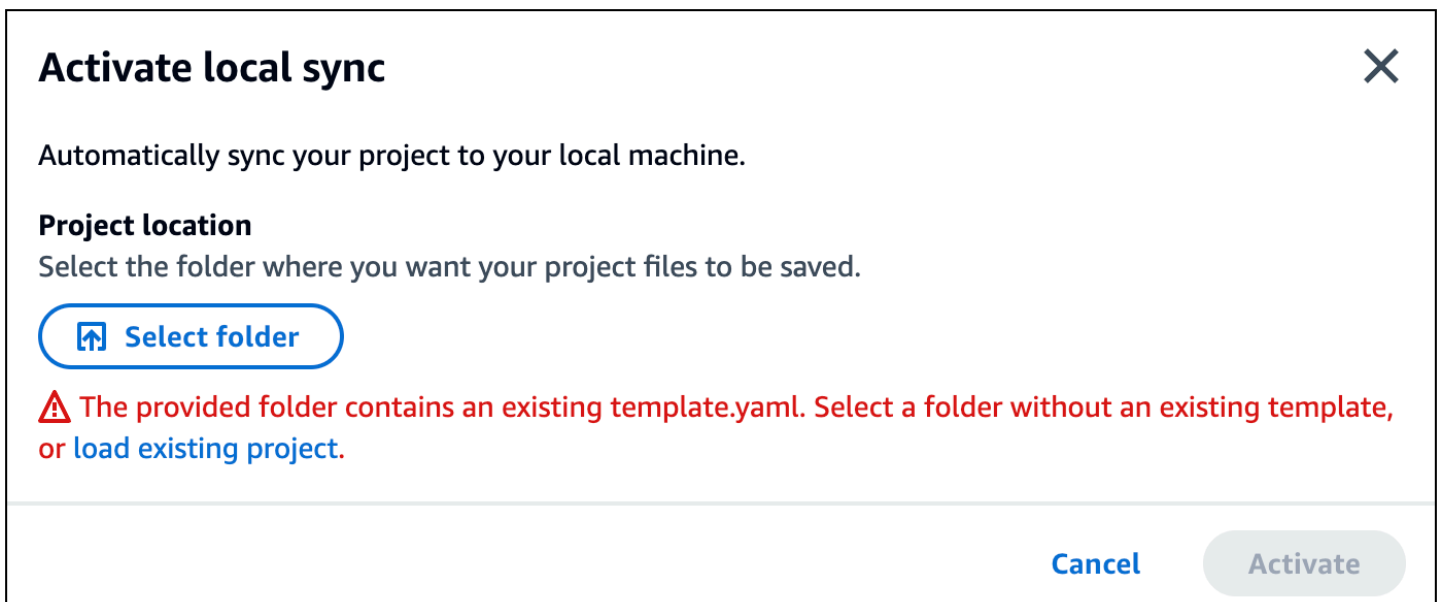 Activate local sync
Automatically sync your project to your local machine.
Project location
Select the folder where you want your project files to be saved.
Select folder
The provided folder contains an existing template.yaml. Select a folder without an existing template,
or load existing project.
Cancel
Activate